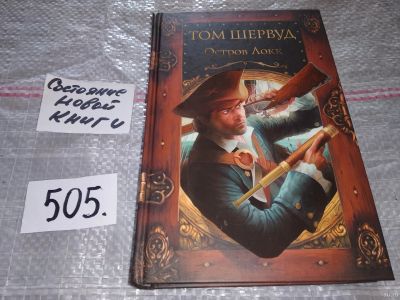 Состояние
новой
книги
505.
ТОМ ШЕРВУД
Остров Локк